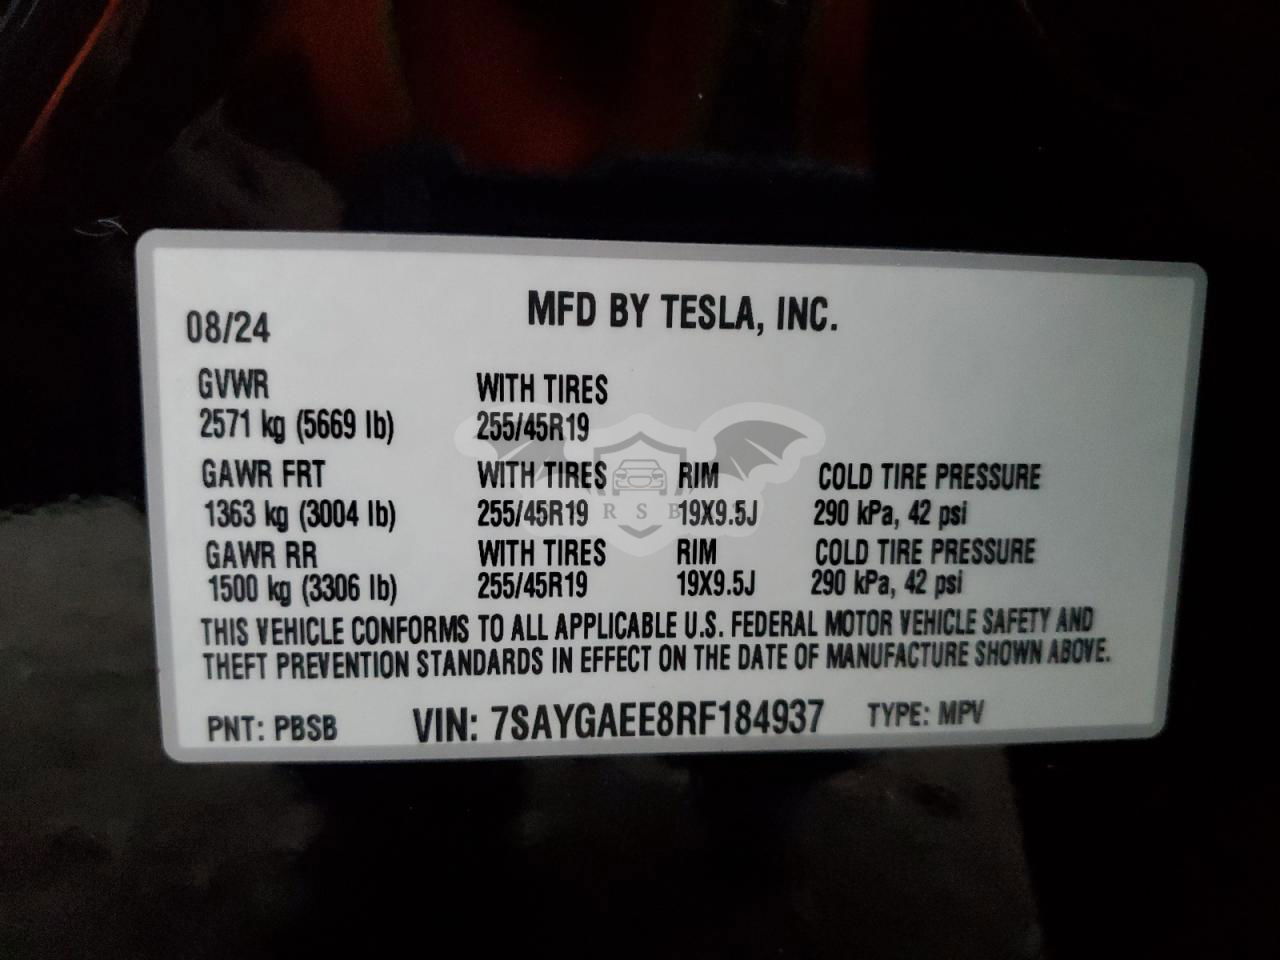 08/24 MFD BY TESLA, INC.
GVWR WITH TIRES
2571 kg (5669 lb) 255/45R19
GAWR FRT WITH TIRES RIM COLD TIRE PRESSURE
1363 kg (3004 lb) 255/45R19 19X9.5J 290 kPa, 42 psi
GAWR RR WITH TIRES RIM COLD TIRE PRESSURE
1500 kg (3306 lb) 255/45R19 19X9.5J 290 kPa, 42 psi
THIS VEHICLE CONFORMS TO ALL APPLICABLE U.S. FEDERAL MOTOR VEHICLE SAFETY AND
THEFT PREVENTION STANDARDS IN EFFECT ON THE DATE OF MANUFACTURE SHOWN ABOVE.
PNT: PBSB VIN: 7SAYGAEE8RF184937 TYPE: MPV